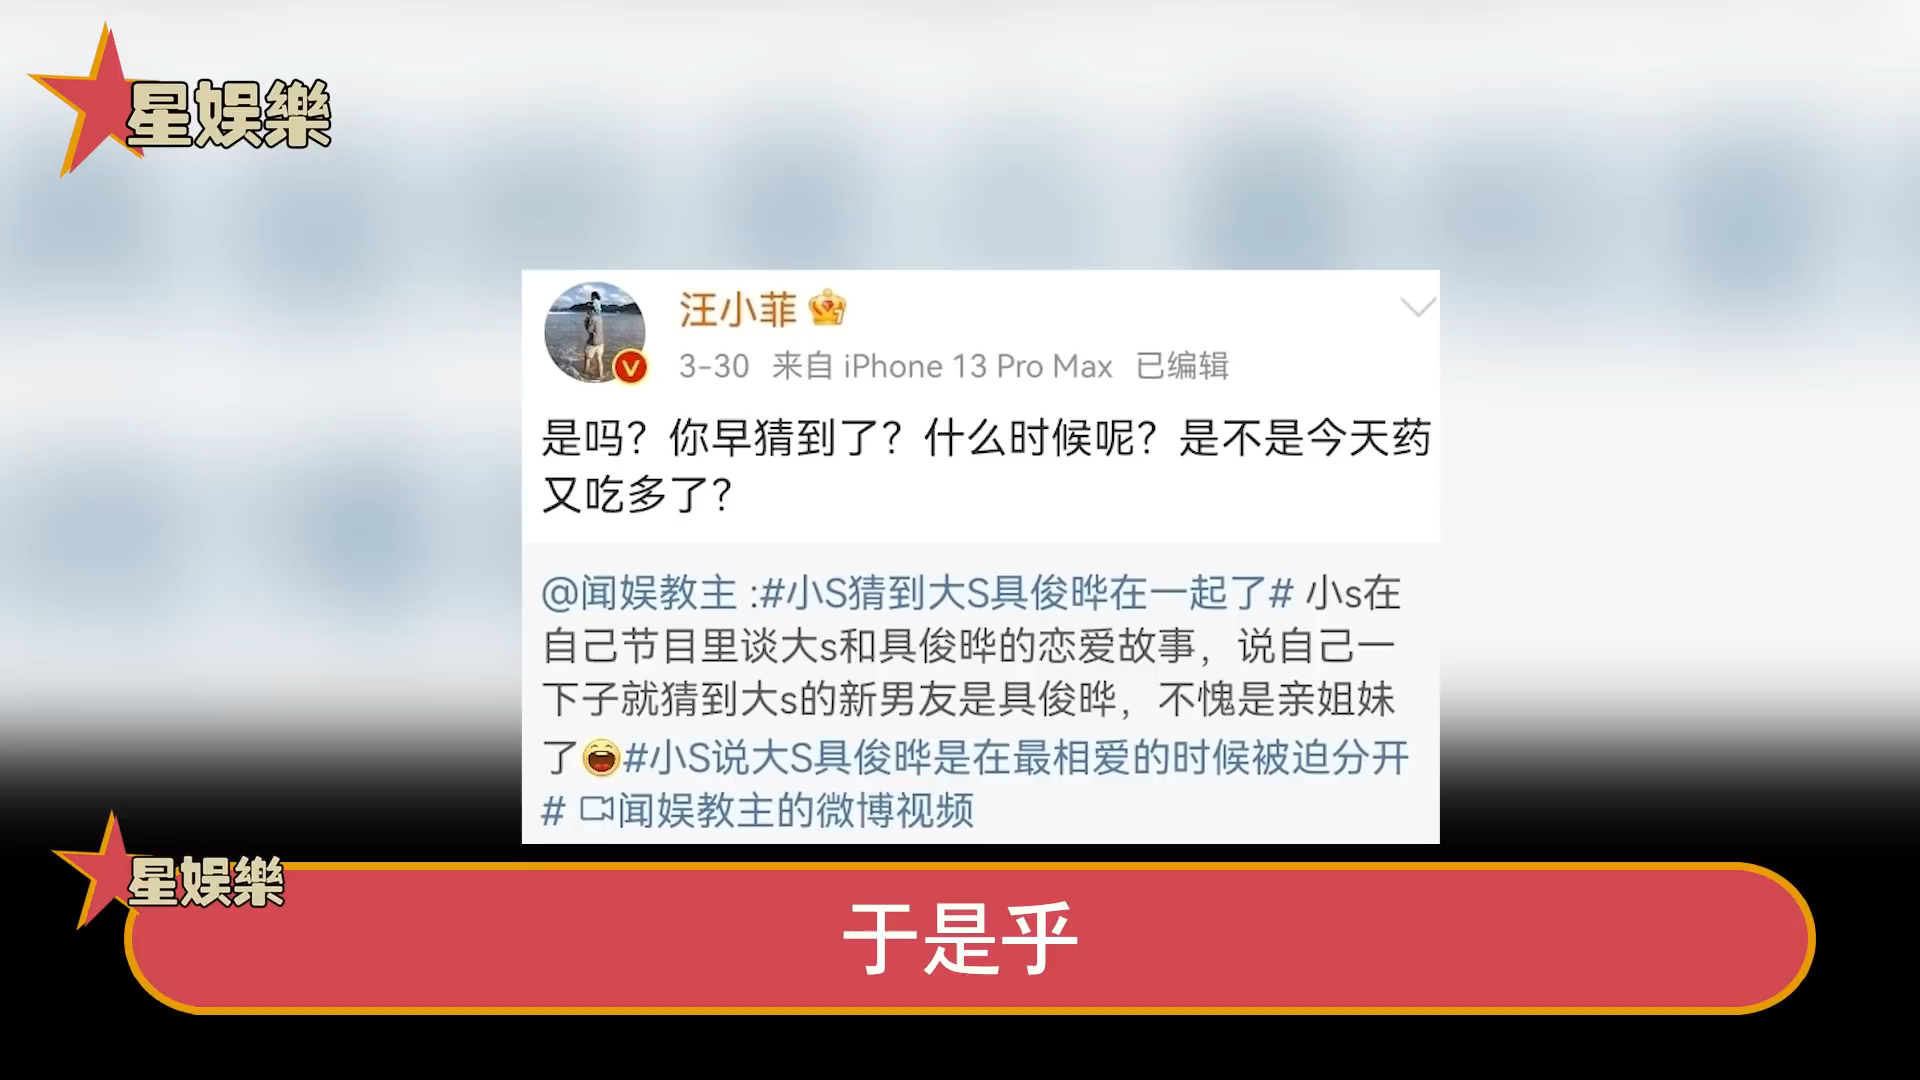 星娱樂
汪小菲
3-30 来自 iPhone 13 Pro Max 已编辑
是吗？你早猜到了？什么时候呢？是不是今天药
又吃多了？
@闻娱教主 :#小S猜到大S具俊晔在一起了# 小s在
自己节目里谈大s和具俊晔的恋爱故事，说自己一
下子就猜到大s的新男友是具俊晔，不愧是亲姐妹
了😄#小S说大S具俊晔是在最相爱的时候被迫分开
# 闻娱教主的微博视频
星娱樂
于是乎